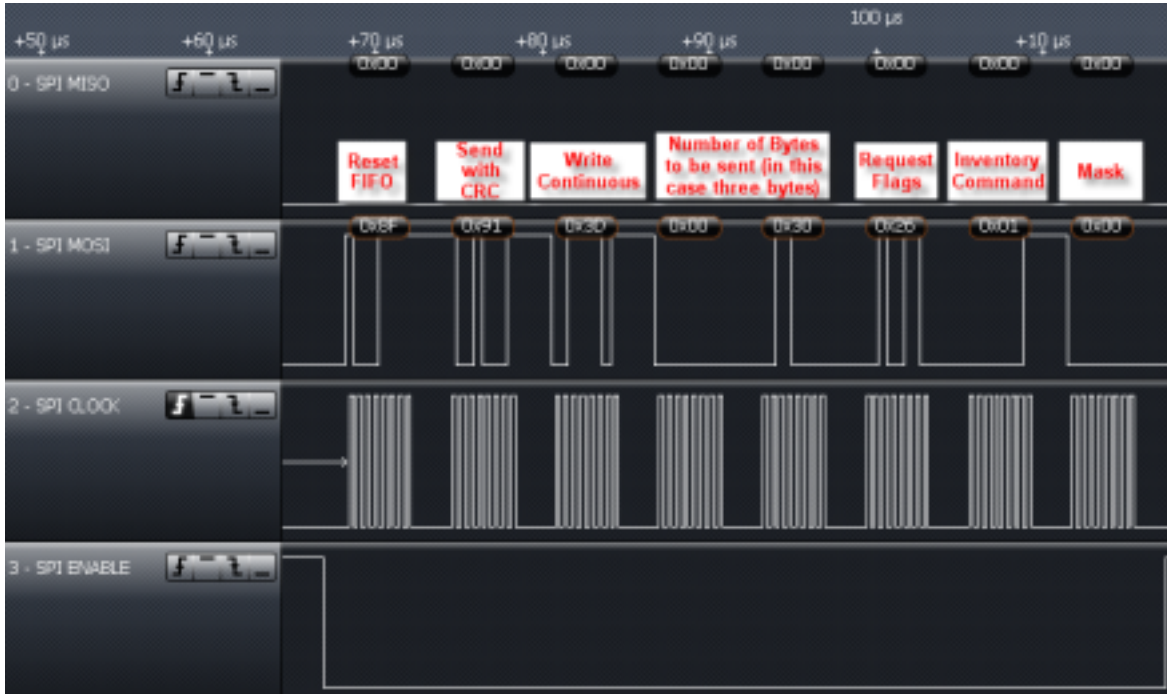 100 µs
+50 µs +60 µs +70 µs +80 µs +90 µs +10 µs
0x00 0x00 0x00 0x00 0x00 0x00 0x00 0x00
0 - SPI MISO
Reset
FIFO
Send
with
CRC
Write
Continuous
Number of Bytes
to be sent (in this
case three bytes)
Request
Flags
Inventory
Command
Mask
0x8F 0x91 0x3D 0x00 0x30 0x26 0x01 0x00
1 - SPI MOSI
2 - SPI CLOCK
3 - SPI ENABLE